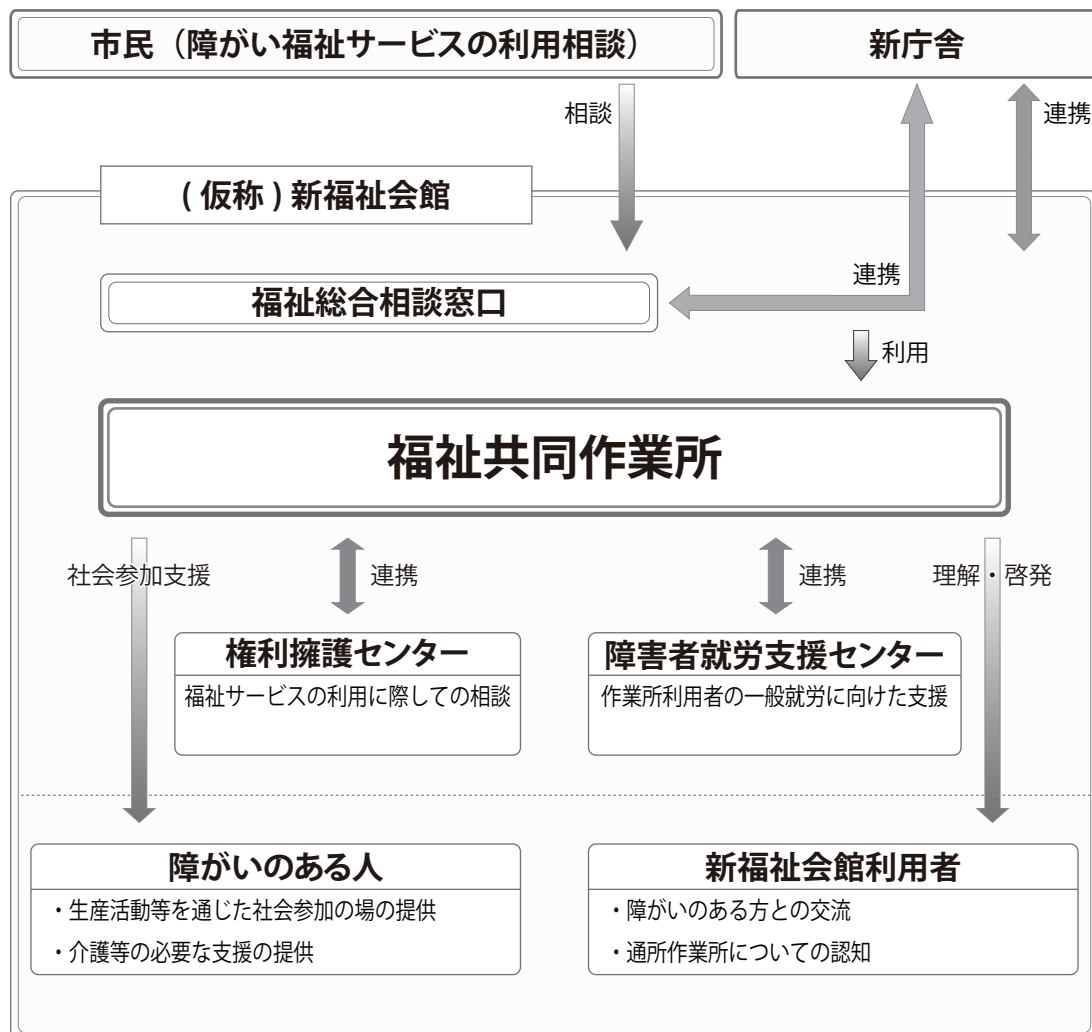 市民（障がい福祉サービスの利用相談）
新庁舎
相談
連携
(仮称)新福祉会館
連携
福祉総合相談窓口
利用
福祉共同作業所
社会参加支援
連携
連携
理解・啓発
権利擁護センター
福祉サービスの利用に際しての相談
障害者就労支援センター
作業所利用者の一般就労に向けた支援
障がいのある人
・生産活動等を通じた社会参加の場の提供
・介護等の必要な支援の提供
新福祉会館利用者
・障がいのある方との交流
・通所作業所についての認知